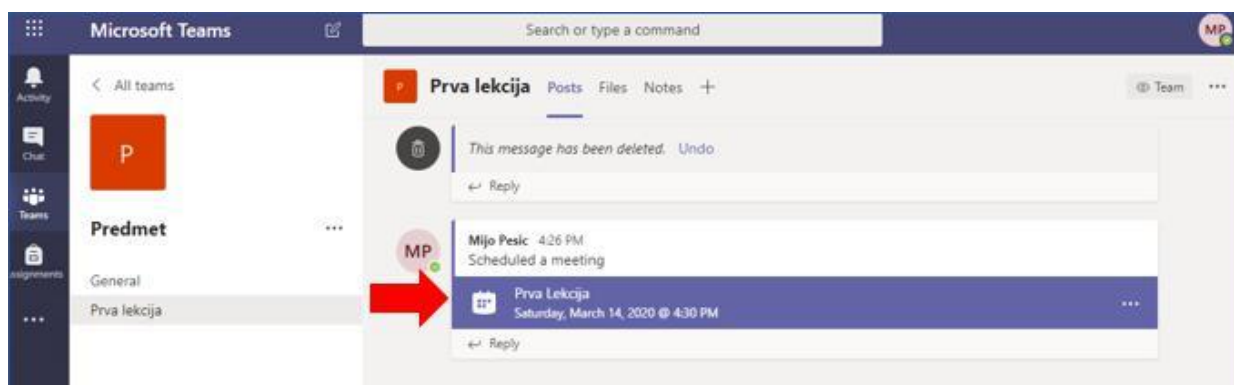 Microsoft Teams
Search or type a command
MP
Activity
Chat
Teams
ssignments
All teams
P
Predmet
General
Prva lekcija
P
Prva lekcija Posts Files Notes
Team
This message has been deleted. Undo
Reply
MP
Mijo Pesic 4:26 PM
Scheduled a meeting
Prva Lekcija
Saturday, March 14, 2020 @ 4:30 PM
Reply